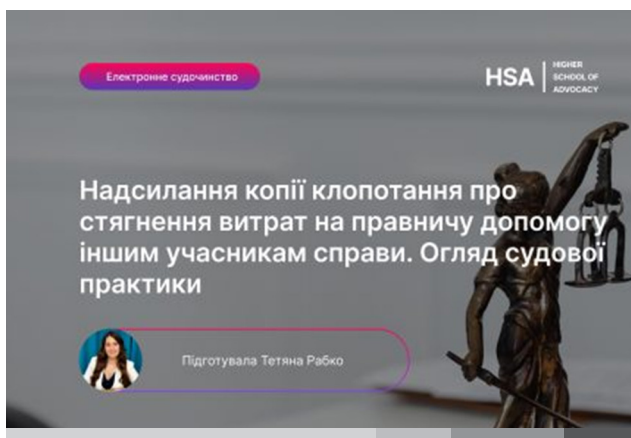 Електронне судочинство
HSA
HIGHER
SCHOOL OF
ADVOCACY
Надсилання копії клопотання про
стягнення витрат на правничу допомогу
іншим учасникам справи. Огляд судової
практики
Підготувала Тетяна Рабко